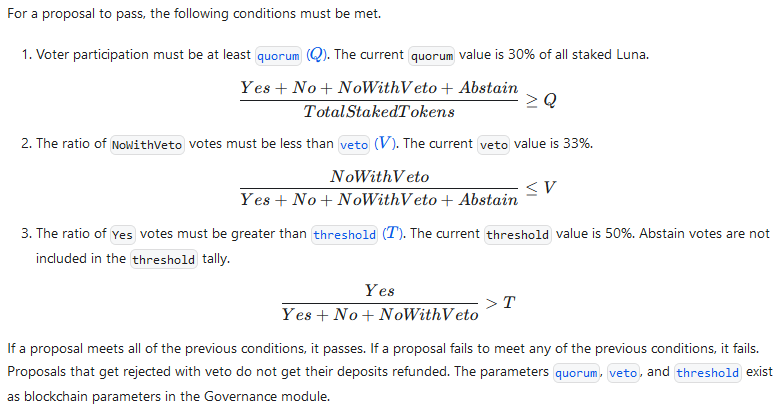 For a proposal to pass, the following conditions must be met.
1. Voter participation must be at least quorum (Q). The current quorum value is 30% of all staked Luna.
Yes + No + NoWithVeto + Abstain
TotalStakedTokens
≥ Q
2. The ratio of NoWithVeto votes must be less than veto (V). The current veto value is 33%.
NoWithVeto
Yes + No + NoWithVeto + Abstain
≤ V
3. The ratio of Yes votes must be greater than threshold (T). The current threshold value is 50%. Abstain votes are not
included in the threshold tally.
Yes
Yes + No + NoWithVeto
> T
If a proposal meets all of the previous conditions, it passes. If a proposal fails to meet any of the previous conditions, it fails.
Proposals that get rejected with veto do not get their deposits refunded. The parameters quorum, veto, and threshold exist
as blockchain parameters in the Governance module.